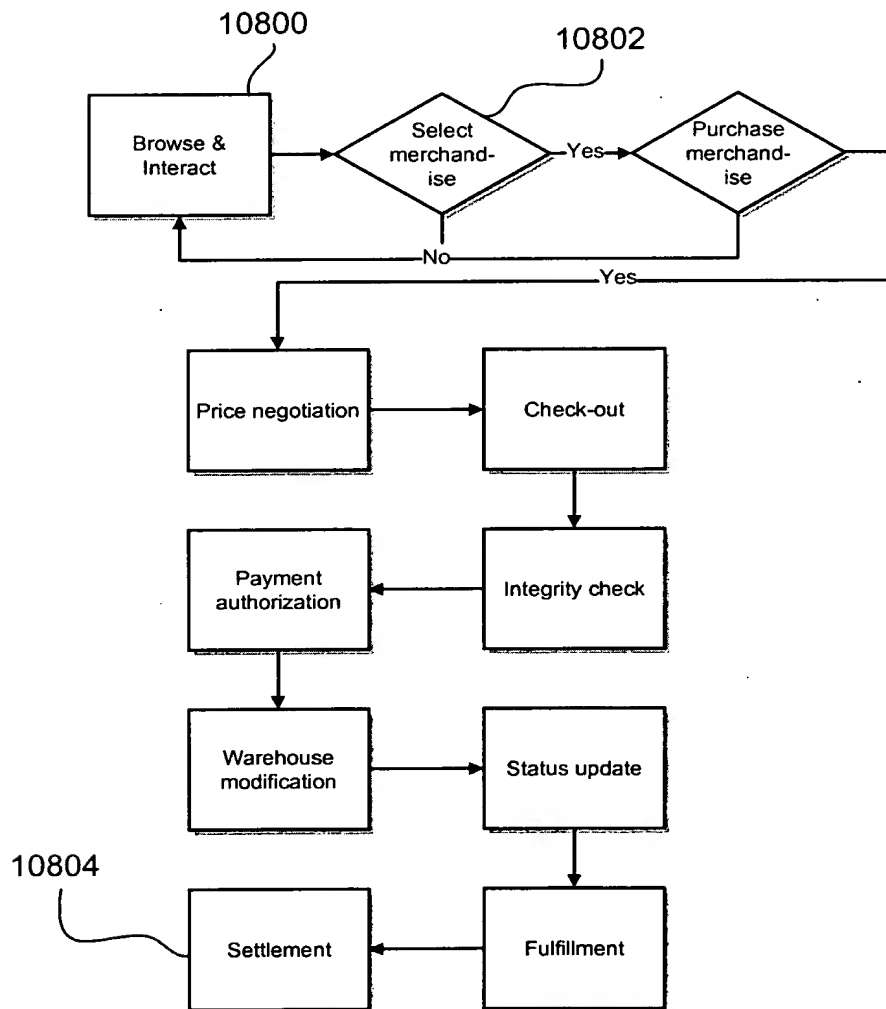 10800
10802
Browse &
Interact
Select
merchand-
ise
Yes
Purchase
merchand-
ise
No
Yes
Price negotiation
Check-out
Payment
authorization
Integrity check
Warehouse
modification
Status update
10804
Settlement
Fulfillment